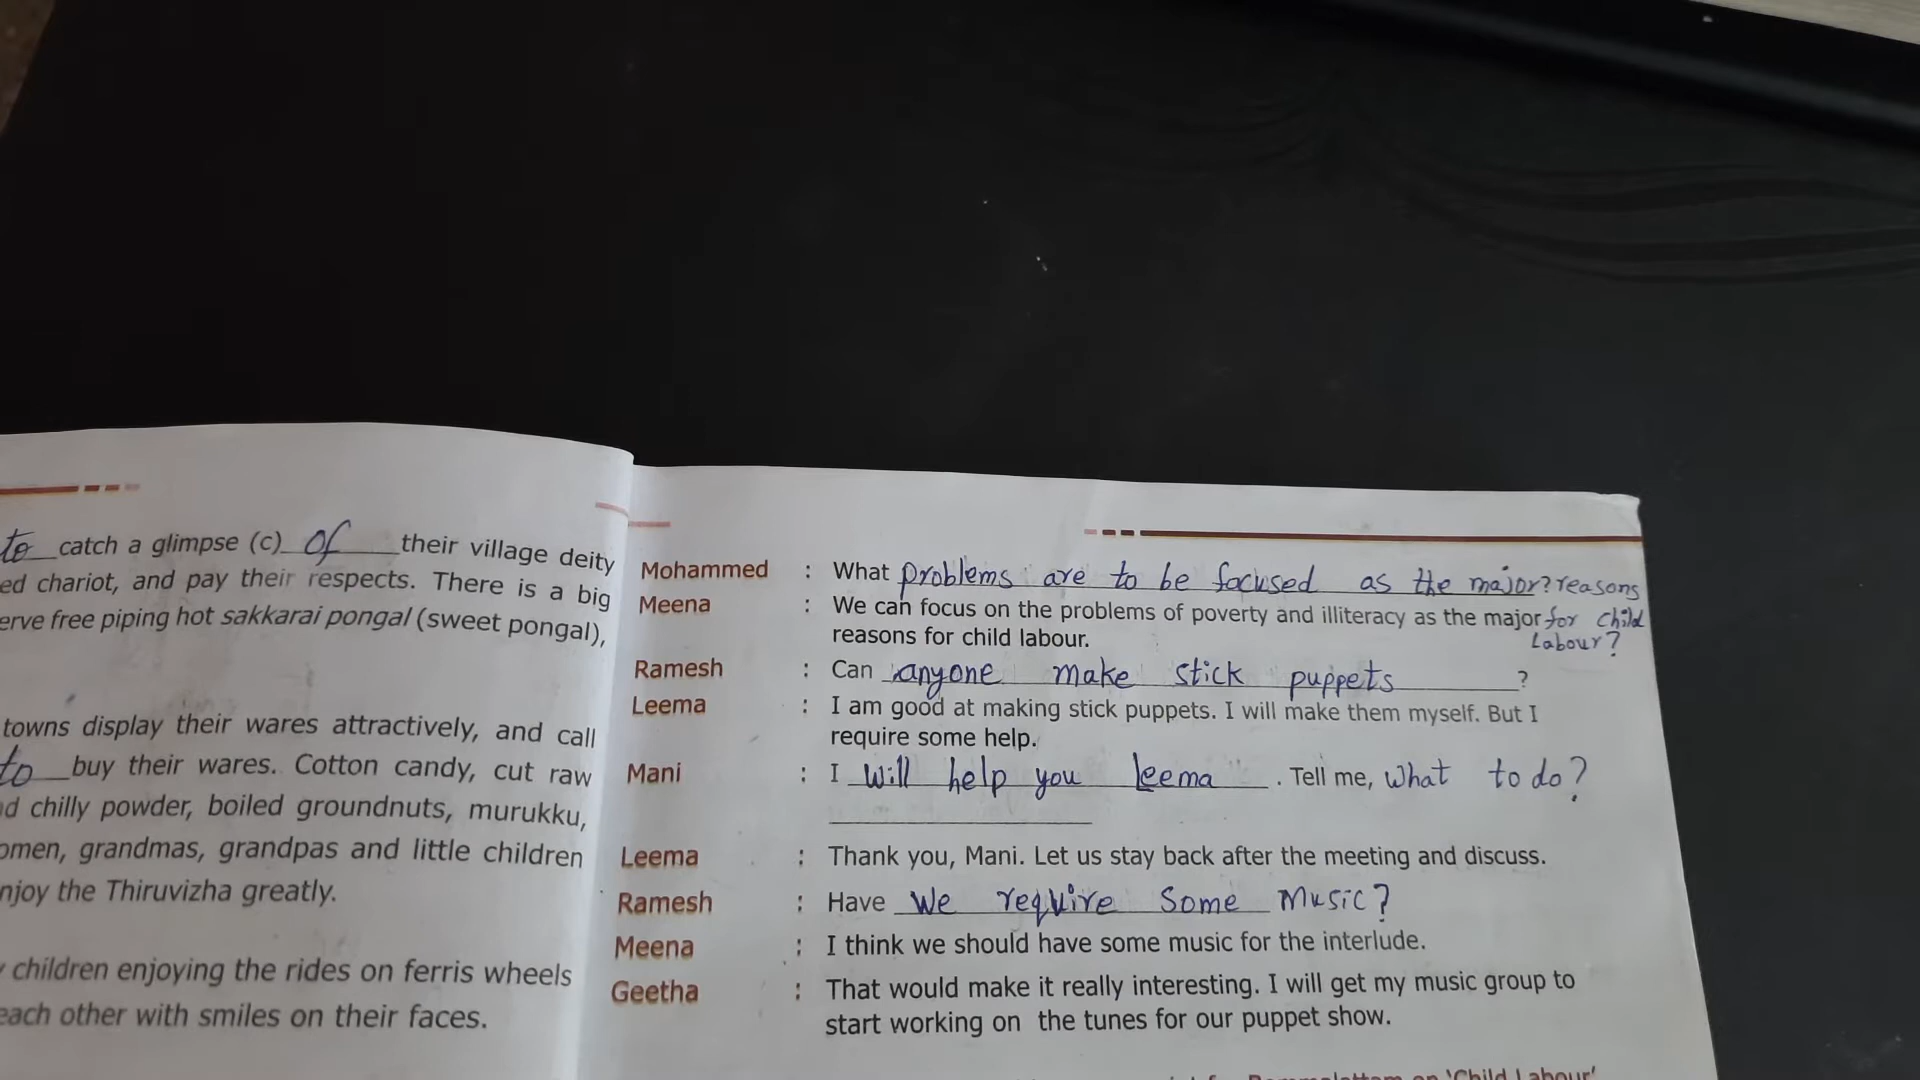 to catch a glimpse (c) of their village deity
ed chariot, and pay their respects. There is a big
erve free piping hot sakkarai pongal (sweet pongal),
towns display their wares attractively, and call
to buy their wares. Cotton candy, cut raw
d chilly powder, boiled groundnuts, murukku,
omen, grandmas, grandpas and little children
njoy the Thiruvizha greatly.
children enjoying the rides on ferris wheels
each other with smiles on their faces.
Mohammed : What problems are to be focused as the major? reasons
Meena : We can focus on the problems of poverty and illiteracy as the major for child
reasons for child labour. Labour?
Ramesh : Can anyone make stick puppets ?
Leema : I am good at making stick puppets. I will make them myself. But I
require some help.
Mani : I will help you Leema . Tell me, what to do?
Leema : Thank you, Mani. Let us stay back after the meeting and discuss.
Ramesh : Have we require some music?
Meena : I think we should have some music for the interlude.
Geetha : That would make it really interesting. I will get my music group to
start working on the tunes for our puppet show.
on 'Child Labour'